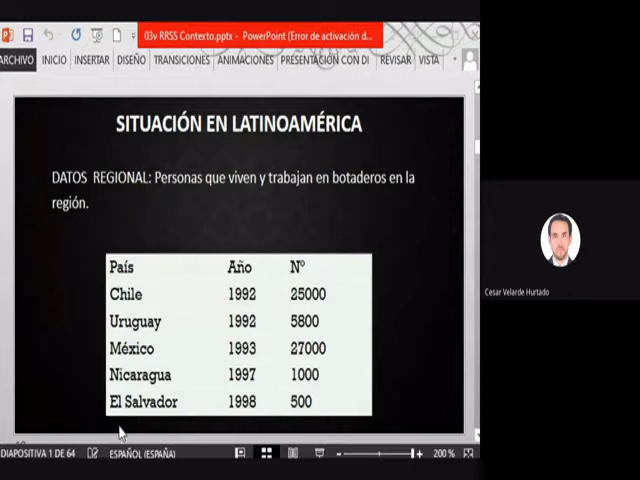 03v RRSS Contexto.pptx - PowerPoint (Error de activación d...
ARCHIVO INICIO INSERTAR DISEÑO TRANSICIONES ANIMACIONES PRESENTACIÓN CON DI REVISAR VISTA
SITUACIÓN EN LATINOAMÉRICA
DATOS REGIONAL: Personas que viven y trabajan en botaderos en la
región.
País Año N°
Chile 1992 25000
Uruguay 1992 5800
México 1993 27000
Nicaragua 1997 1000
El Salvador 1998 500
Cesar Velarde Hurtado
DIAPOSITIVA 1 DE 64 ESPAÑOL (ESPAÑA) 200 %